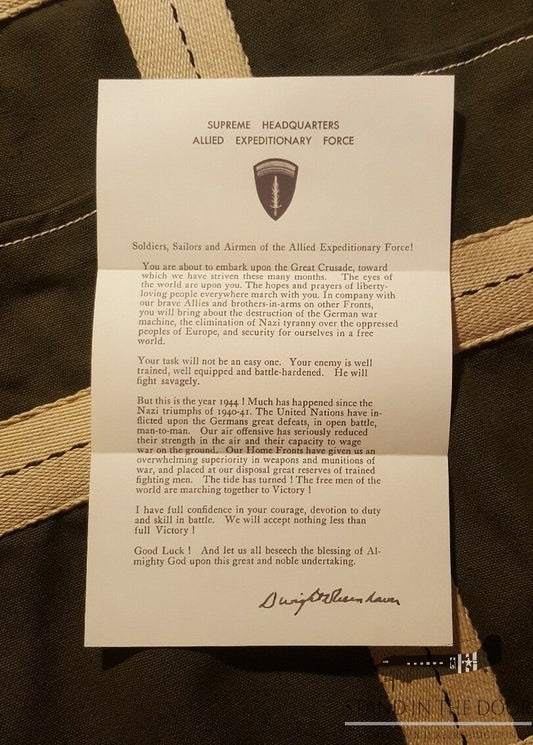 SUPREME HEADQUARTERS
ALLIED EXPEDITIONARY FORCE
Soldiers, Sailors and Airmen of the Allied Expeditionary Force!
You are about to embark upon the Great Crusade, toward
which we have striven these many months. The eyes of
the world are upon you. The hopes and prayers of liberty-
loving people everywhere march with you. In company with
our brave Allies and brothers-in-arms on other Fronts,
you will bring about the destruction of the German war
machine, the elimination of Nazi tyranny over the oppressed
peoples of Europe, and security for ourselves in a free
world.
Your task will not be an easy one. Your enemy is well
trained, well equipped and battle-hardened. He will
fight savagely.
But this is the year 1944 ! Much has happened since the
Nazi triumphs of 1940-41. The United Nations have in-
flicted upon the Germans great defeats, in open battle,
man-to-man. Our air offensive has seriously reduced
their strength in the air and their capacity to wage
war on the ground. Our Home Fronts have given us an
overwhelming superiority in weapons and munitions of
war, and placed at our disposal great reserves of trained
fighting men. The tide has turned ! The free men of the
world are marching together to Victory !
I have full confidence in your courage, devotion to duty
and skill in battle. We will accept nothing less than
full Victory !
Good Luck ! And let us all beseech the blessing of Al-
mighty God upon this great and noble undertaking.
Dwight D Eisenhower
STAND IN THE DOOR